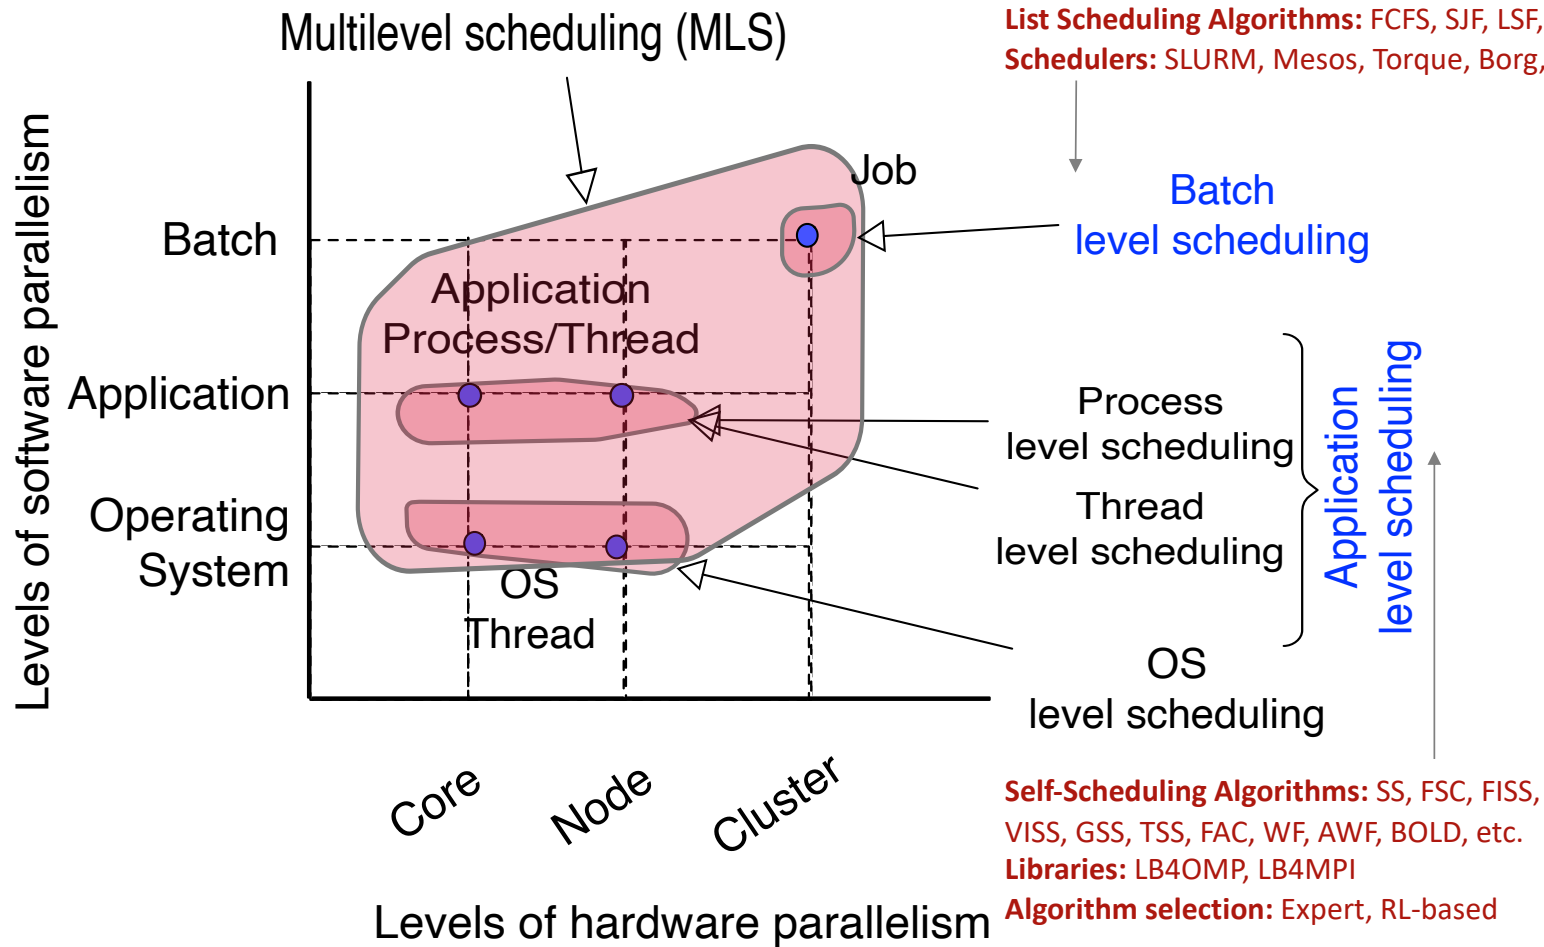 Multilevel scheduling (MLS)
List Scheduling Algorithms: FCFS, SJF, LSF,
Schedulers: SLURM, Mesos, Torque, Borg,
Levels of software parallelism
Job
Batch
level scheduling
Batch
Application
Process/Thread
Application
Process
level scheduling
Thread
level scheduling
Application
level scheduling
Operating
System
OS
Thread
OS
level scheduling
Core
Node
Cluster
Levels of hardware parallelism
Self-Scheduling Algorithms: SS, FSC, FISS,
VISS, GSS, TSS, FAC, WF, AWF, BOLD, etc.
Libraries: LB4OMP, LB4MPI
Algorithm selection: Expert, RL-based